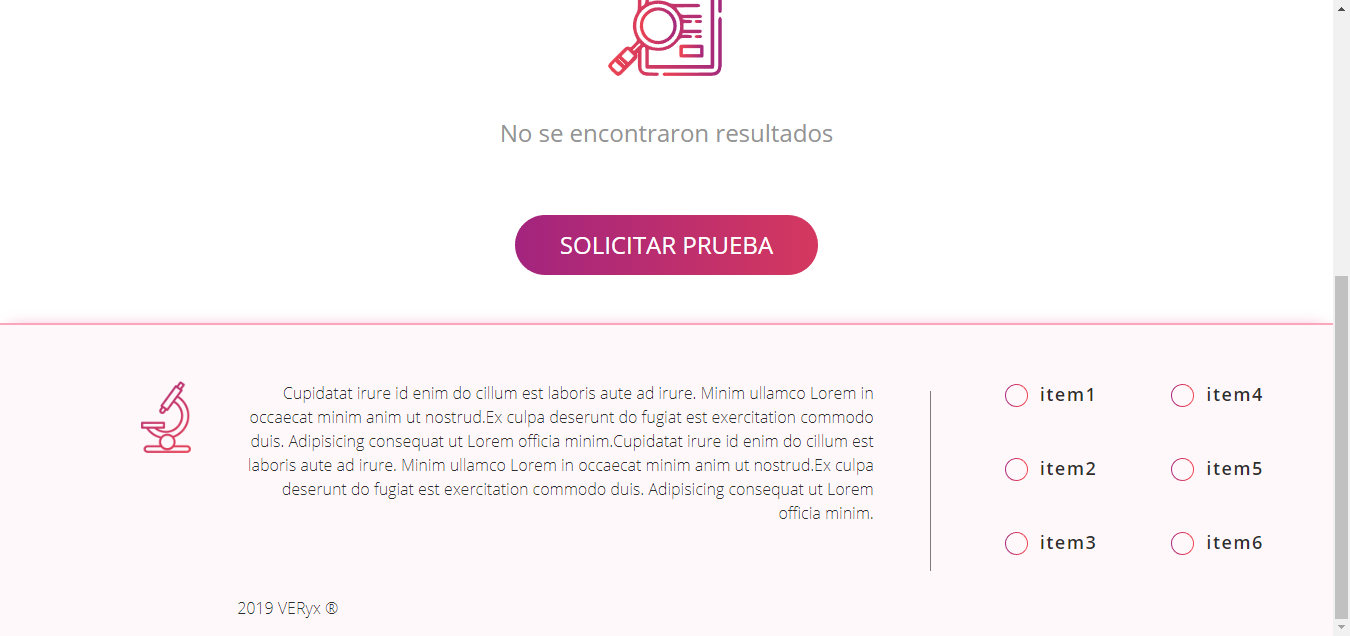 No se encontraron resultados
SOLICITAR PRUEBA
Cupidatat irure id enim do cillum est laboris aute ad irure. Minim ullamco Lorem in
occaecat minim anim ut nostrud.Ex culpa deserunt do fugiat est exercitation commodo
duis. Adipisicing consequat ut Lorem officia minim.Cupidatat irure id enim do cillum est
laboris aute ad irure. Minim ullamco Lorem in occaecat minim anim ut nostrud.Ex culpa
deserunt do fugiat est exercitation commodo duis. Adipisicing consequat ut Lorem
officia minim.
item1
item4
item2
item5
item3
item6
2019 VERyx ®